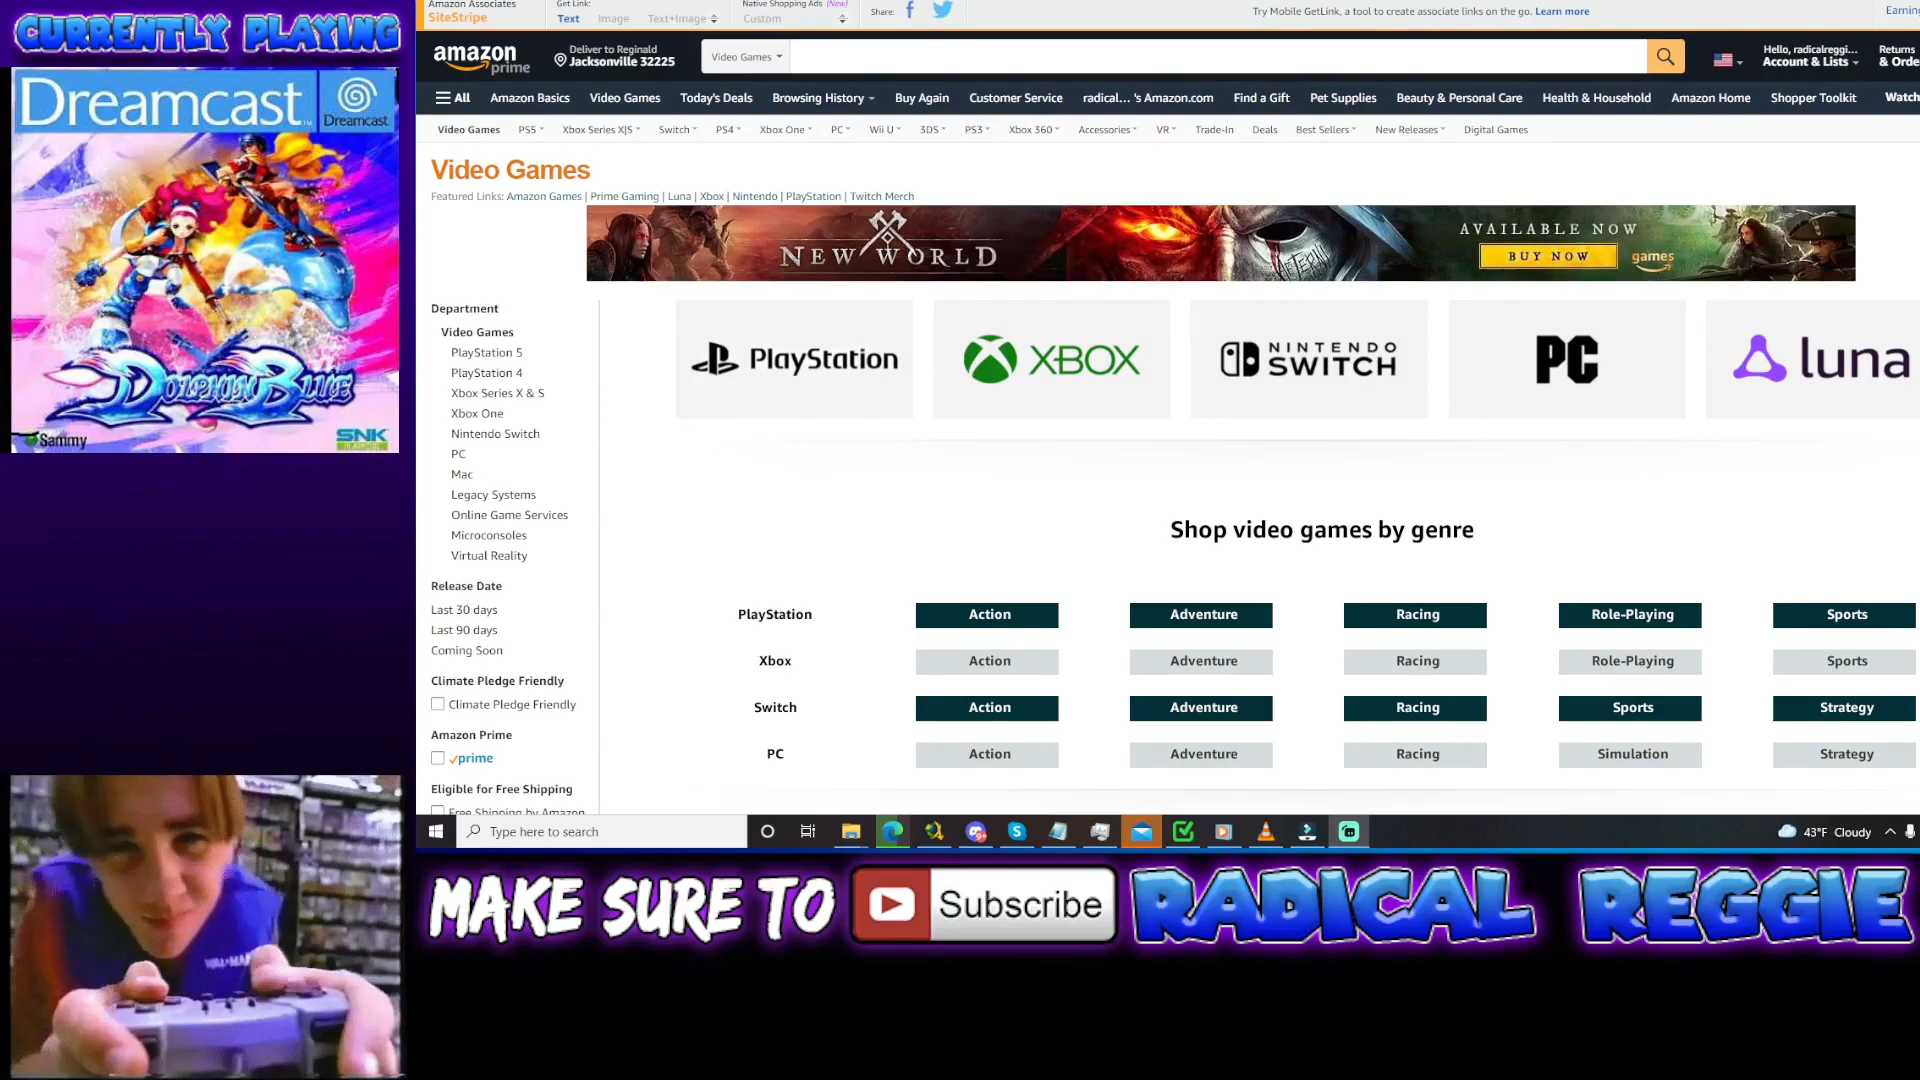 CURRENTLY PLAYING
Dreamcast
Dreamcast
DOLPHIN BLUE
Sammy
SNK
Amazon Associates
SiteStripe
Get Link:
Text Image Text+Image
Native Shopping Ads (New)
Custom
Share:
Try Mobile GetLink, a tool to create associate links on the go. Learn more
Earnin
amazon prime
Deliver to Reginald
Jacksonville 32225
Video Games
Hello, radicalreggi...
Account & Lists
Returns
& Orde
All Amazon Basics Video Games Today's Deals Browsing History Buy Again Customer Service radical... 's Amazon.com Find a Gift Pet Supplies Beauty & Personal Care Health & Household Amazon Home Shopper Toolkit Watch
Video Games PS5 Xbox Series X|S Switch PS4 Xbox One PC Wii U 3DS PS3 Xbox 360 Accessories VR Trade-In Deals Best Sellers New Releases Digital Games
Video Games
Featured Links: Amazon Games | Prime Gaming | Luna | Xbox | Nintendo | PlayStation | Twitch Merch
NEW WORLD
AVAILABLE NOW
BUY NOW
games
Department
Video Games
PlayStation 5
PlayStation 4
Xbox Series X & S
Xbox One
Nintendo Switch
PC
Mac
Legacy Systems
Online Game Services
Microconsoles
Virtual Reality
Release Date
Last 30 days
Last 90 days
Coming Soon
Climate Pledge Friendly
Climate Pledge Friendly
Amazon Prime
prime
Eligible for Free Shipping
Free Shipping by Amazon
PlayStation
XBOX
NINTENDO
SWITCH
PC
luna
Shop video games by genre
PlayStation Action Adventure Racing Role-Playing Sports
Xbox Action Adventure Racing Role-Playing Sports
Switch Action Adventure Racing Sports Strategy
PC Action Adventure Racing Simulation Strategy
Type here to search
43°F Cloudy
WAL-MA
MAKE SURE TO Subscribe RADICAL REGGIE